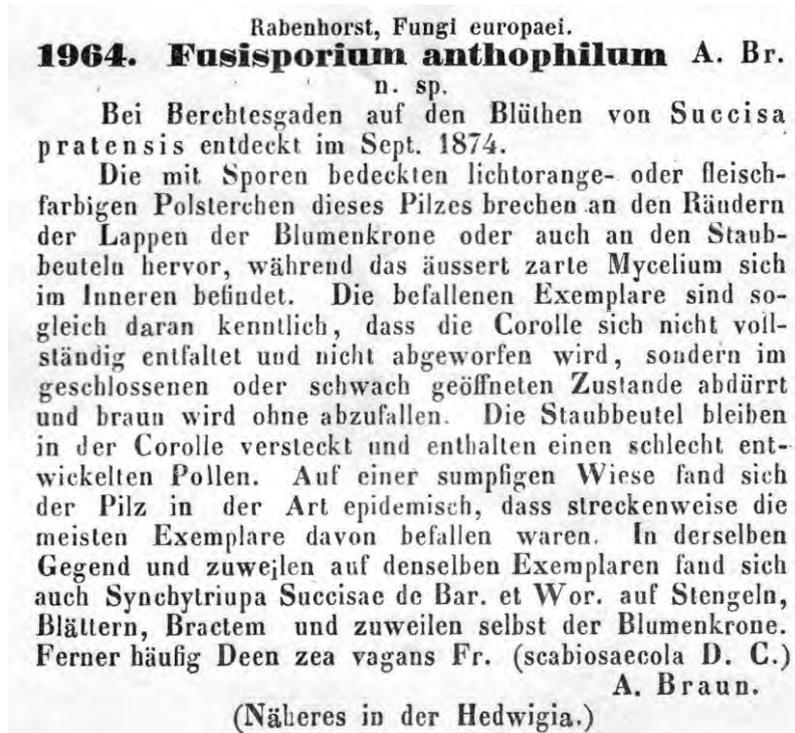 Rabenhorst, Fungi europaei.
1964. Fusisporium anthophilum A. Br.
n. sp.
Bei Berchtesgaden auf den Blüthen von Succisa
pratensis entdeckt im Sept. 1874.
Die mit Sporen bedeckten lichtorange- oder fleisch-
farbigen Polsterchen dieses Pilzes brechen an den Rändern
der Lappen der Blumenkrone oder auch an den Staub-
beuteln hervor, während das äussert zarte Mycelium sich
im Inneren befindet. Die befallenen Exemplare sind so-
gleich daran kenntlich, dass die Corolle sich nicht voll-
ständig entfaltet und nicht abgeworfen wird, sondern im
geschlossenen oder schwach geöffneten Zustande abdürrt
und braun wird ohne abzufallen. Die Staubbeutel bleiben
in der Corolle versteckt und enthalten einen schlecht ent-
wickelten Pollen. Auf einer sumpfigen Wiese fand sich
der Pilz in der Art epidemisch, dass streckenweise die
meisten Exemplare davon befallen waren. In derselben
Gegend und zuwejlen auf denselben Exemplaren fand sich
auch Synchytriupa Succisae de Bar. et Wor. auf Stengeln,
Blättern, Bractem und zuweilen selbst der Blumenkrone.
Ferner häufig Deen zea vagans Fr. (scabiosaecola D. C.)
A. Braun.
(Näheres in der Hedwigia.)